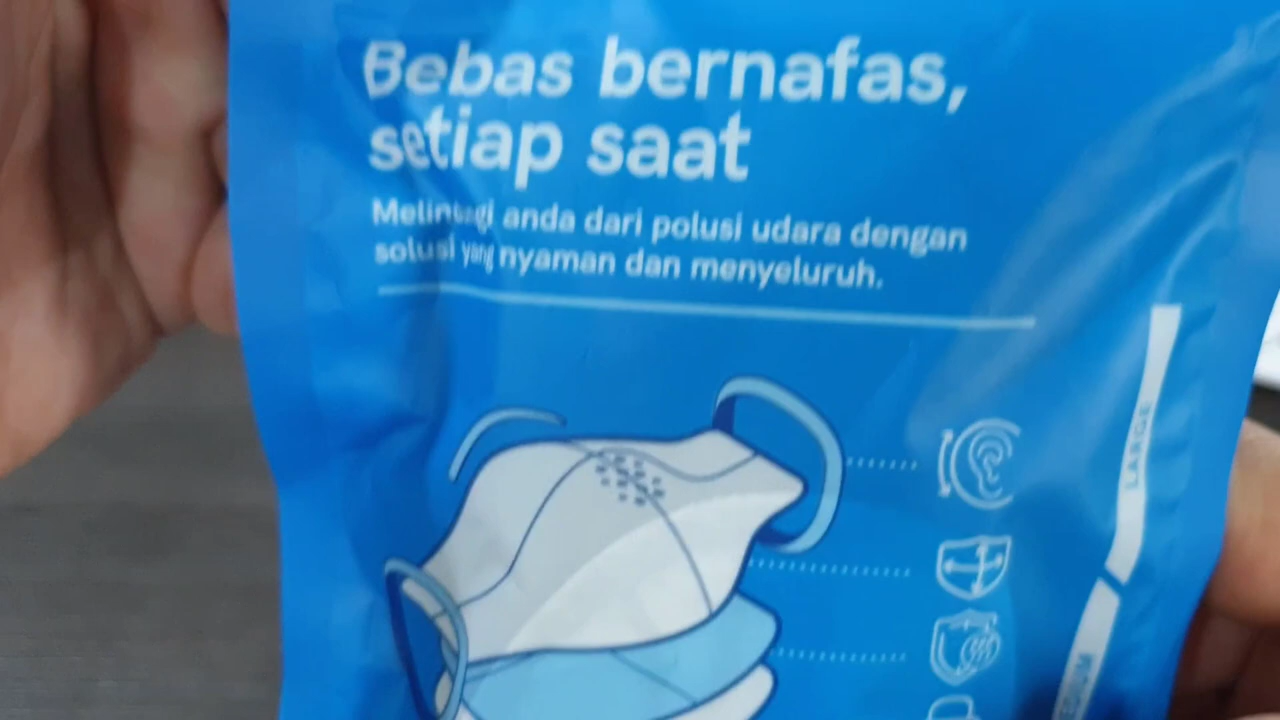 Bebas bernafas,
setiap saat
Melindungi anda dari polusi udara dengan
solusi yang nyaman dan menyeluruh.
LARGE